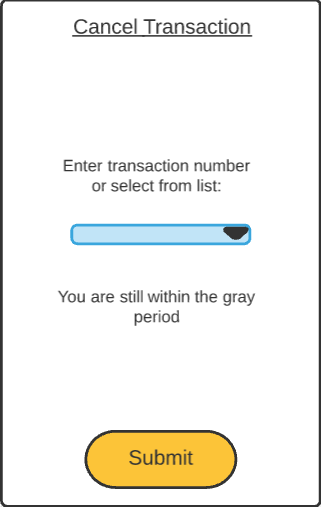 Cancel Transaction
Enter transaction number
or select from list:
You are still within the gray
period
Submit